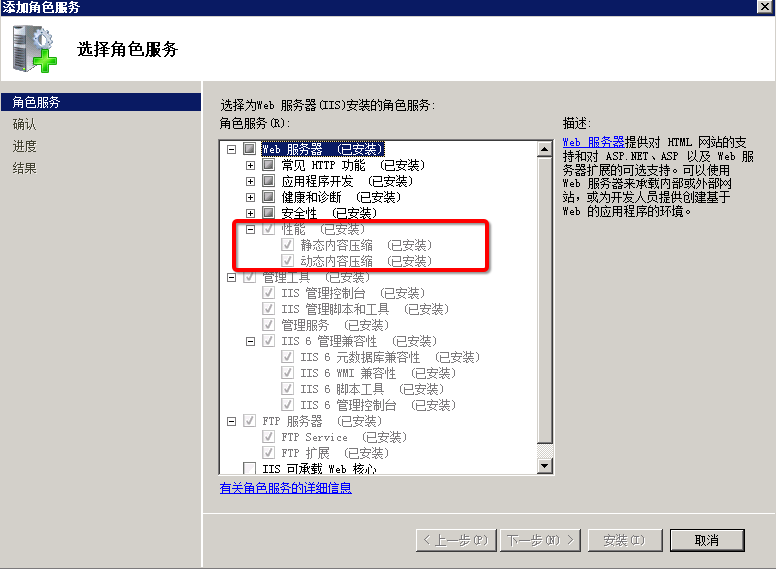 添加角色服务
选择角色服务
角色服务
确认
进度
结果
选择为Web 服务器(IIS)安装的角色服务:
角色服务(R):
Web 服务器 (已安装)
常见 HTTP 功能 (已安装)
应用程序开发 (已安装)
健康和诊断 (已安装)
安全性 (已安装)
性能 (已安装)
静态内容压缩 (已安装)
动态内容压缩 (已安装)
管理工具 (已安装)
IIS 管理控制台 (已安装)
IIS 管理脚本和工具 (已安装)
管理服务 (已安装)
IIS 6 管理兼容性 (已安装)
IIS 6 元数据库兼容性 (已安装)
IIS 6 WMI 兼容性 (已安装)
IIS 6 脚本工具 (已安装)
IIS 6 管理控制台 (已安装)
FTP 服务器 (已安装)
FTP Service (已安装)
FTP 扩展 (已安装)
IIS 可承载 Web 核心
有关角色服务的详细信息
描述:
Web 服务器提供对 HTML 网站的支
持和对 ASP.NET、ASP 以及 Web 服
务器扩展的可选支持。可以使用
Web 服务器来承载内部或外部网
站，或为开发人员提供创建基于
Web 的应用程序的环境。
< 上一步(P)
下一步(N) >
安装(I)
取消